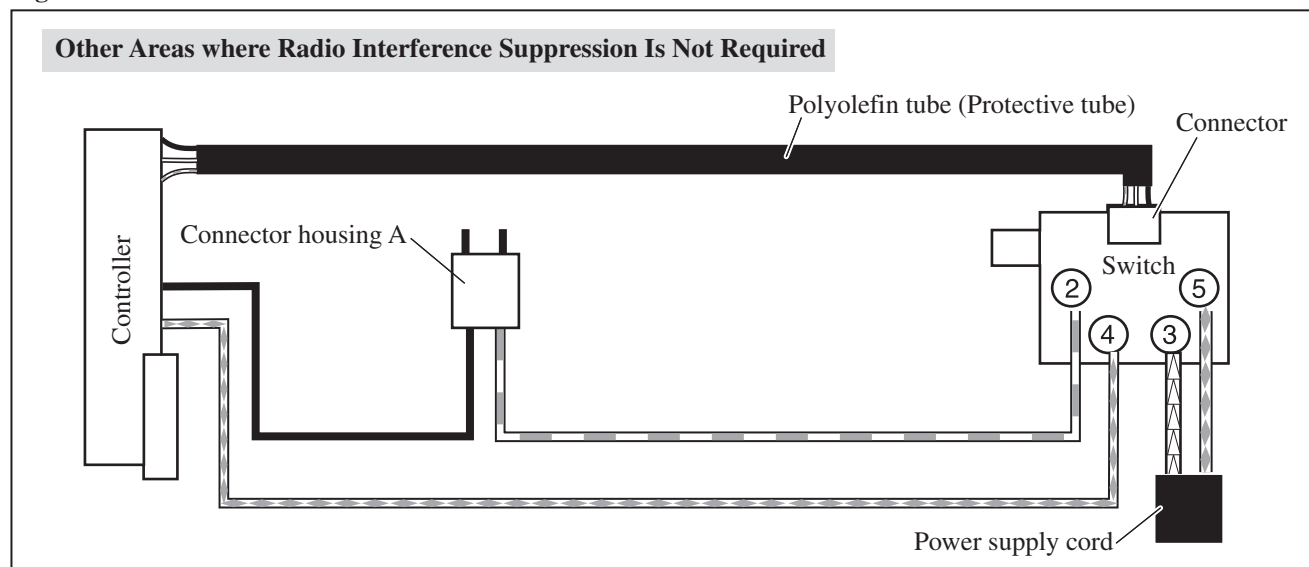 Other Areas where Radio Interference Suppression Is Not Required
Polyolefin tube (Protective tube)
Connector
Connector housing A
Controller
Switch
2
5
4
3
Power supply cord